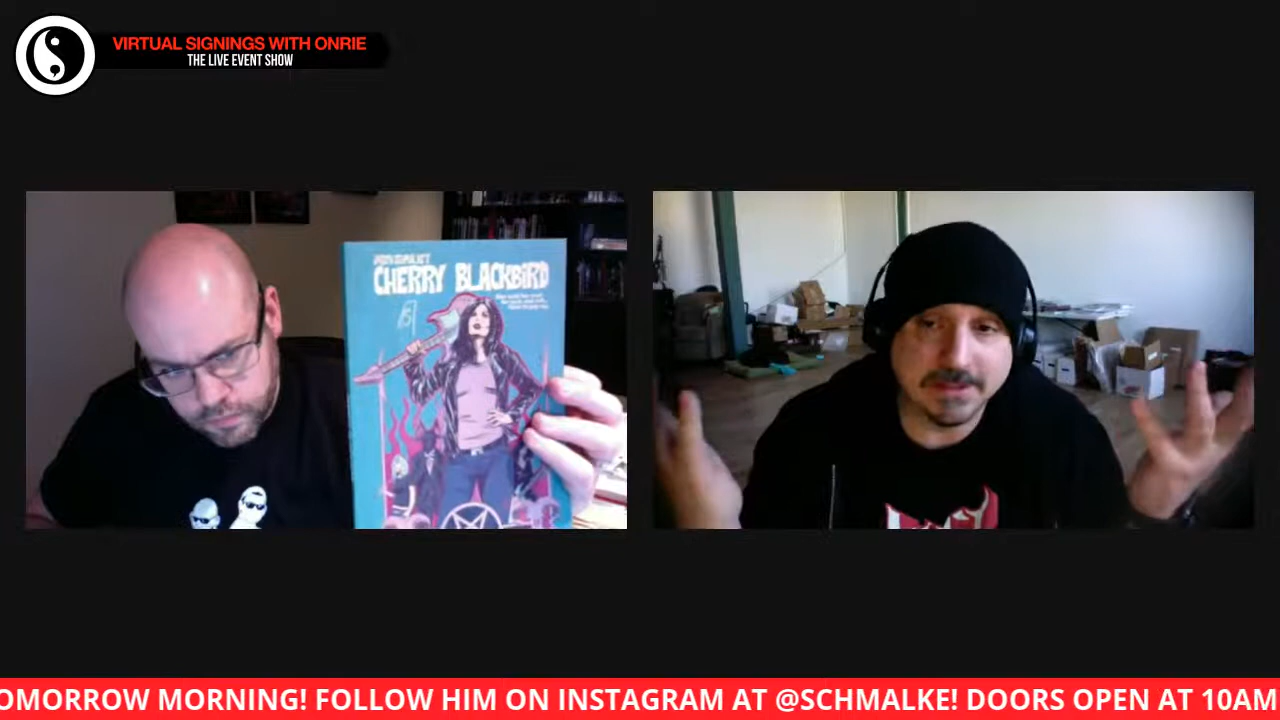 VIRTUAL SIGNINGS WITH ONRIE
THE LIVE EVENT SHOW
CHERRY BLACKBIRD
OMORROW MORNING! FOLLOW HIM ON INSTAGRAM AT @SCHMALKE! DOORS OPEN AT 10AM